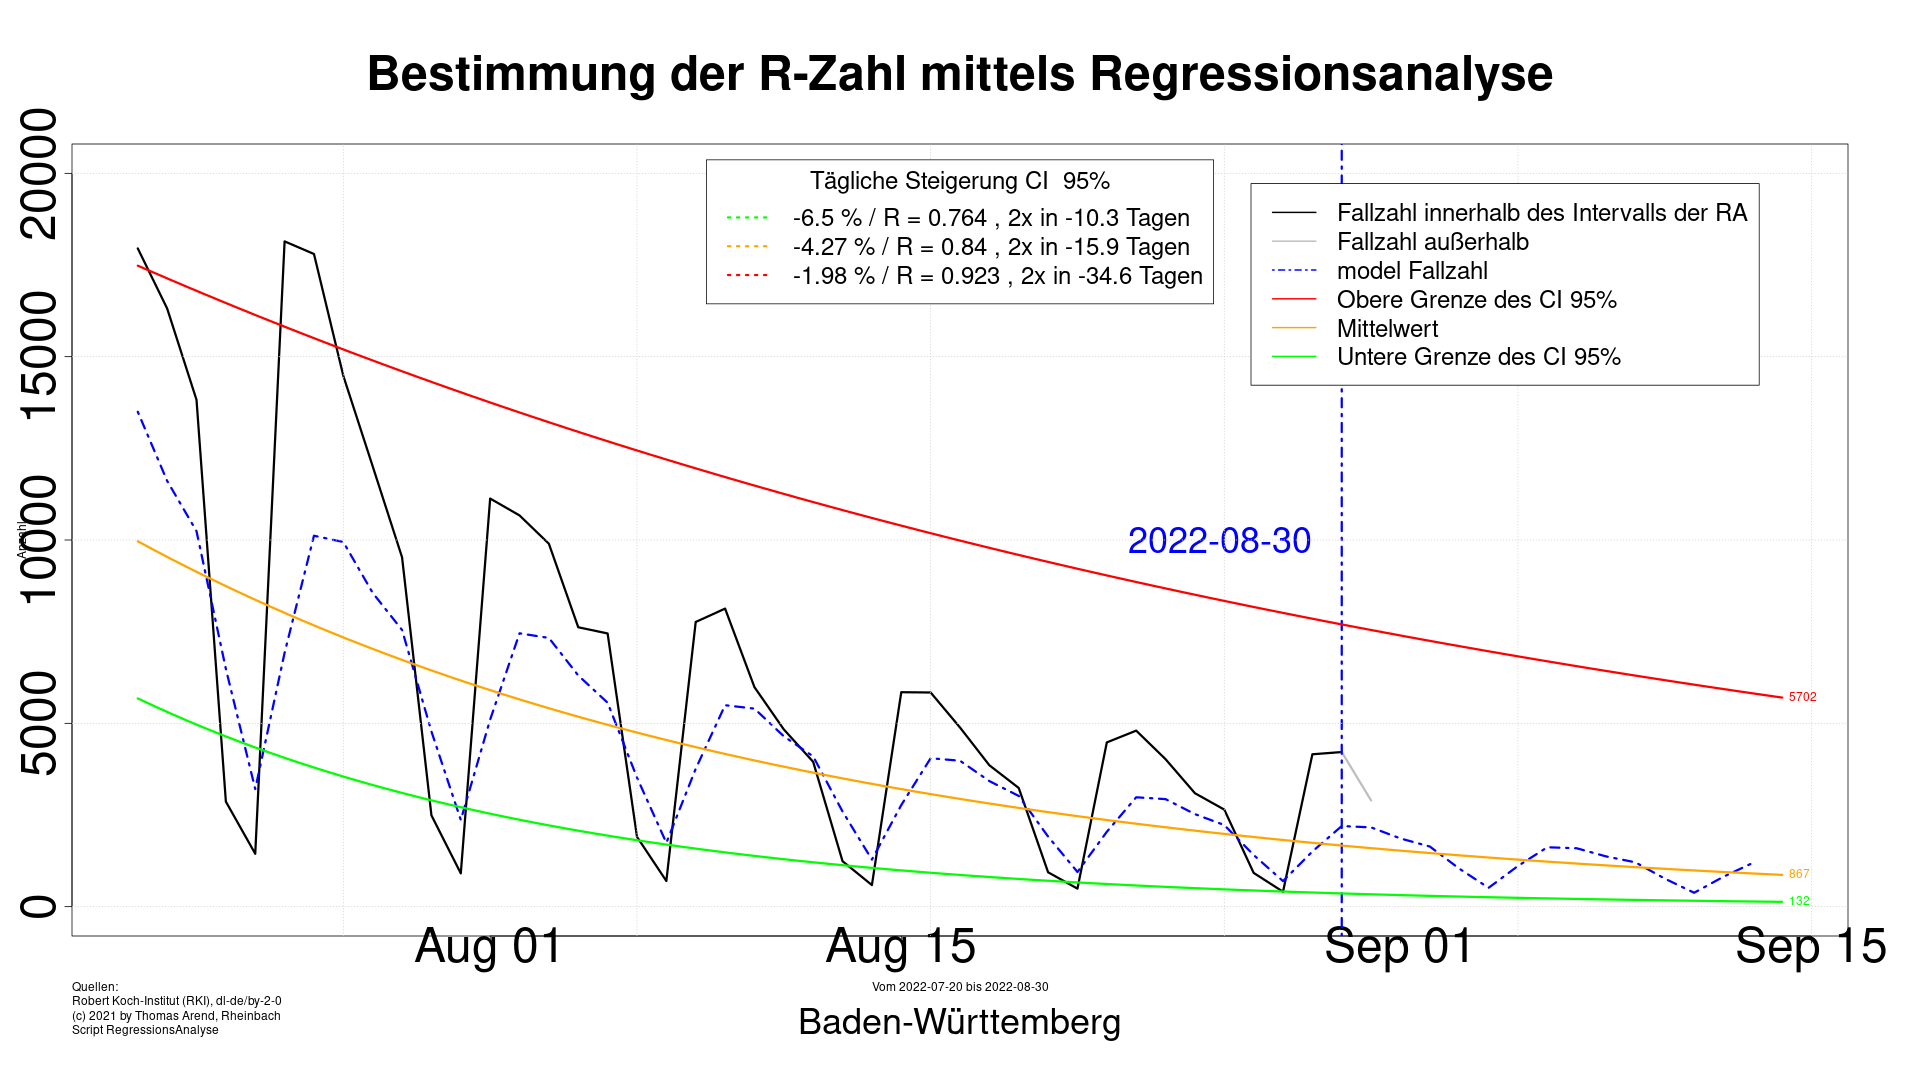 Bestimmung der R-Zahl mittels Regressionsanalyse
Anzahl
20000
15000
10000
5000
0
Tägliche Steigerung CI  95%
-6.5 % / R = 0.764 , 2x in -10.3 Tagen
-4.27 % / R = 0.84 , 2x in -15.9 Tagen
-1.98 % / R = 0.923 , 2x in -34.6 Tagen
Fallzahl innerhalb des Intervalls der RA
Fallzahl außerhalb
model Fallzahl
Obere Grenze des CI 95%
Mittelwert
Untere Grenze des CI 95%
2022-08-30
5702
867
132
Aug 01
Aug 15
Sep 01
Sep 15
Quellen:
Robert Koch-Institut (RKI), dl-de/by-2-0
(c) 2021 by Thomas Arend, Rheinbach
Script RegressionsAnalyse
Vom 2022-07-20 bis 2022-08-30
Baden-Württemberg